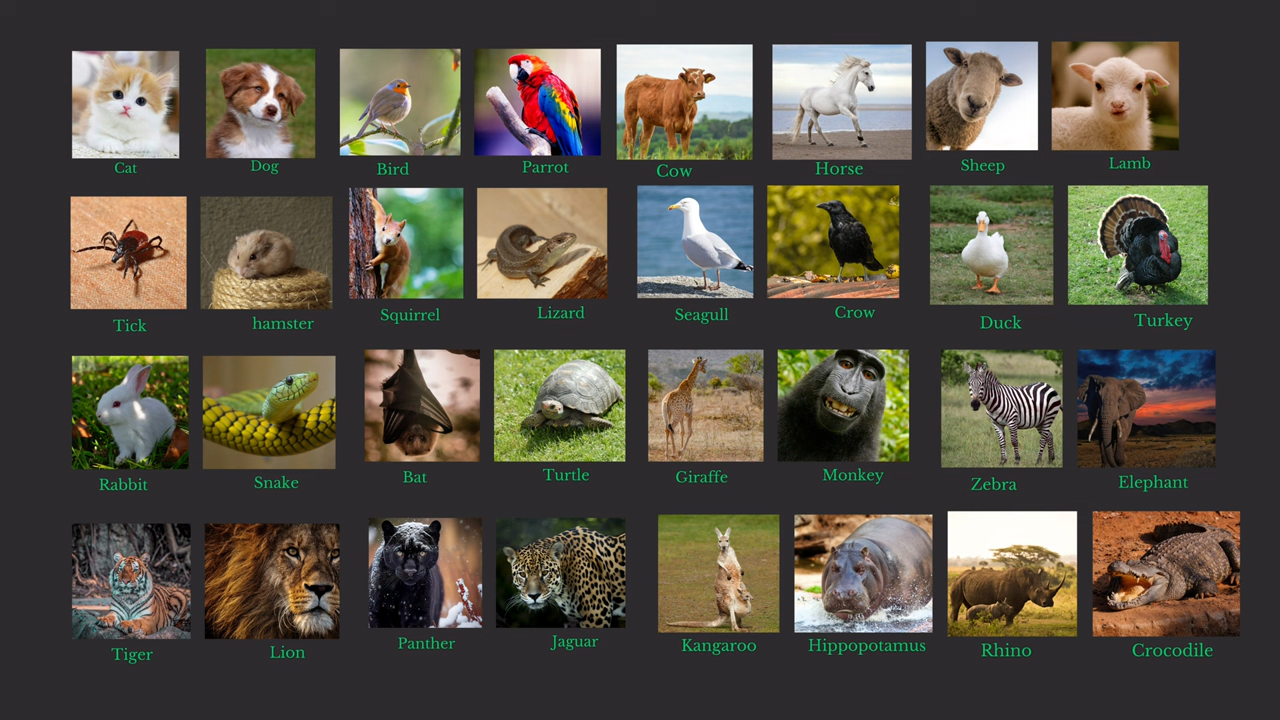 Cat
Dog
Bird
Parrot
Cow
Horse
Sheep
Lamb
Tick
hamster
Squirrel
Lizard
Seagull
Crow
Duck
Turkey
Rabbit
Snake
Bat
Turtle
Giraffe
Monkey
Zebra
Elephant
Tiger
Lion
Panther
Jaguar
Kangaroo
Hippopotamus
Rhino
Crocodile